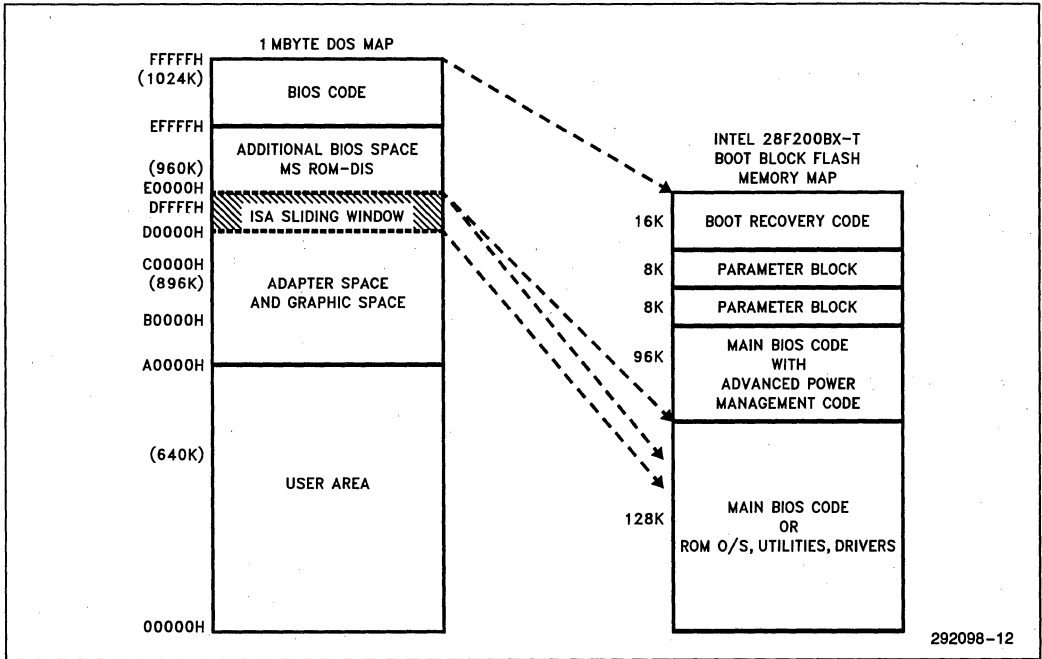 1 MBYTE DOS MAP
FFFFFH
(1024K)
BIOS CODE
EFFFFH
ADDITIONAL BIOS SPACE
MS ROM-DIS
(960K)
E0000H
DFFFFH
ISA SLIDING WINDOW
D0000H
C0000H
(896K)
ADAPTER SPACE
AND GRAPHIC SPACE
B0000H
A0000H
(640K)
USER AREA
00000H
INTEL 28F200BX-T
BOOT BLOCK FLASH
MEMORY MAP
16K
BOOT RECOVERY CODE
8K
PARAMETER BLOCK
8K
PARAMETER BLOCK
96K
MAIN BIOS CODE
WITH
ADVANCED POWER
MANAGEMENT CODE
128K
MAIN BIOS CODE
OR
ROM O/S, UTILITIES, DRIVERS
292098-12